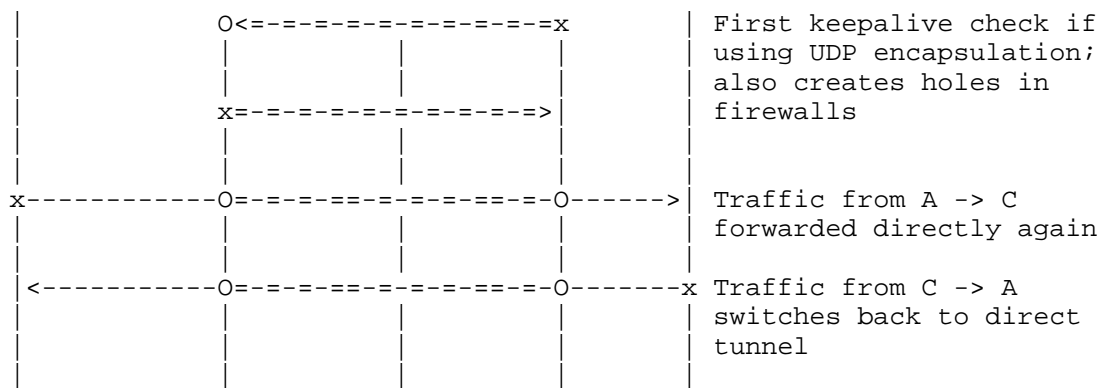 |            O<=-=-=-=-=-=-=-=-=-=x       | First keepalive check if
|            |          |         |       | using UDP encapsulation;
|            |          |         |       | also creates holes in
|            x=-=-=-=-=-=-=-=-=-=>|       | firewalls
|            |          |         |       |
|            |          |         |       |
x------------O=-=-=-==-=-=-=-==-=-O------>| Traffic from A -> C
|            |          |         |       | forwarded directly again
|            |          |         |       |
|<-----------O=-=-=-==-=-=-=-==-=-O-------x Traffic from C -> A
|            |          |         |       | switches back to direct
|            |          |         |       | tunnel
|            |          |         |       |